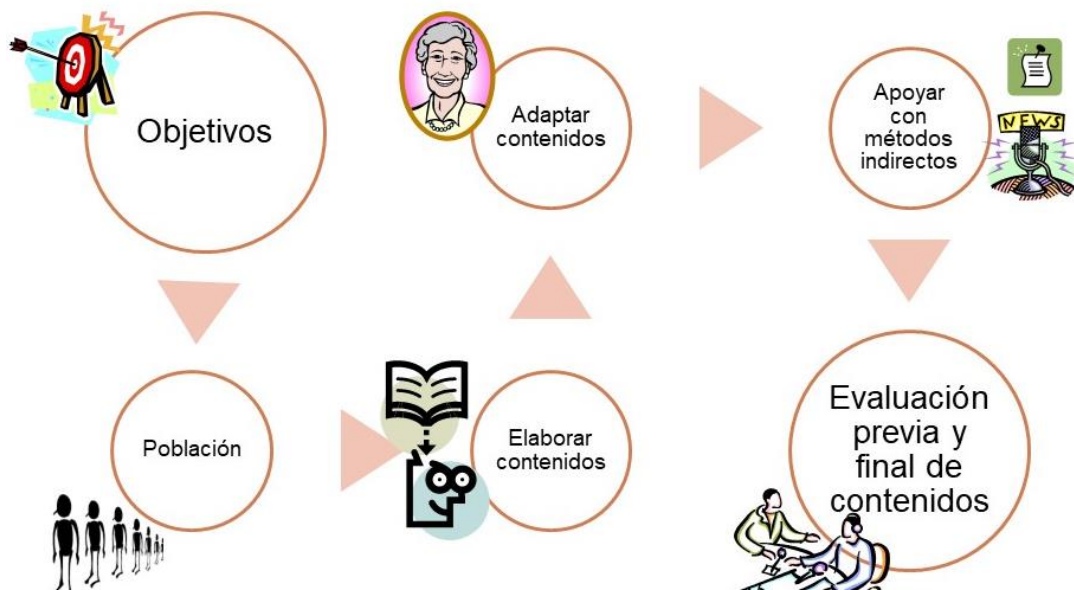 Objetivos
Población
Elaborar
contenidos
Adaptar
contenidos
Apoyar
con
métodos
indirectos
NEWS
Evaluación
previa y
final de
contenidos